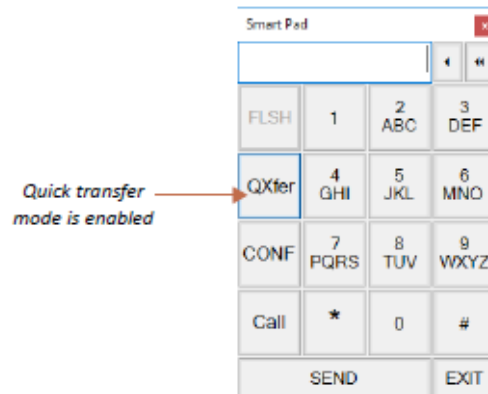 Smart Pad
FLSH 1 2 3
ABC DEF
Quick transfer
mode is enabled
QXfer 4 5 6
GHI JKL MNO
CONF 7 8 9
PQRS TUV WXYZ
Call * 0 #
SEND EXIT